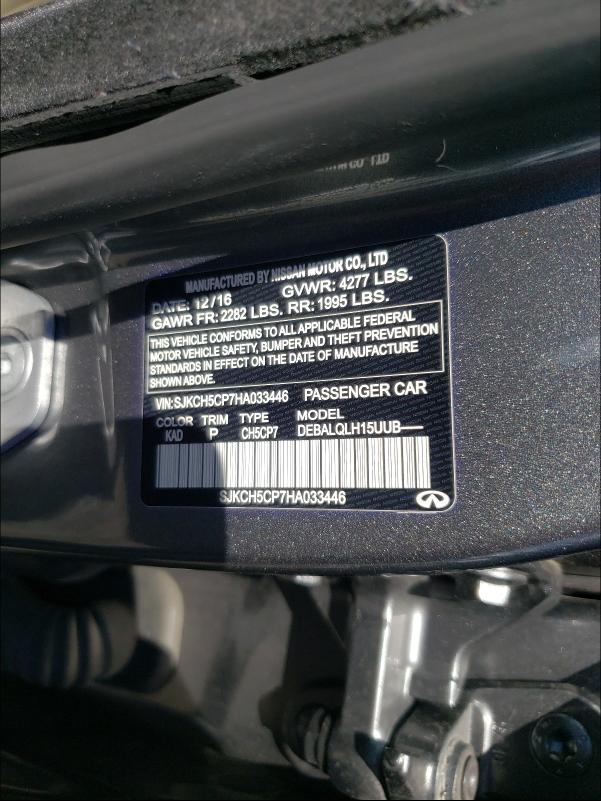 MANUFACTURED BY NISSAN MOTOR CO., LTD
DATE: 12/16 GVWR: 4277 LBS.
GAWR FR: 2282 LBS. RR: 1995 LBS.
THIS VEHICLE CONFORMS TO ALL APPLICABLE FEDERAL
MOTOR VEHICLE SAFETY, BUMPER AND THEFT PREVENTION
STANDARDS IN EFFECT ON THE DATE OF MANUFACTURE
SHOWN ABOVE.
VIN:SJKCH5CP7HA033446 PASSENGER CAR
COLOR TRIM TYPE MODEL
KAD P CH5CP7 DEBALQLH15UUB—
SJKCH5CP7HA033446